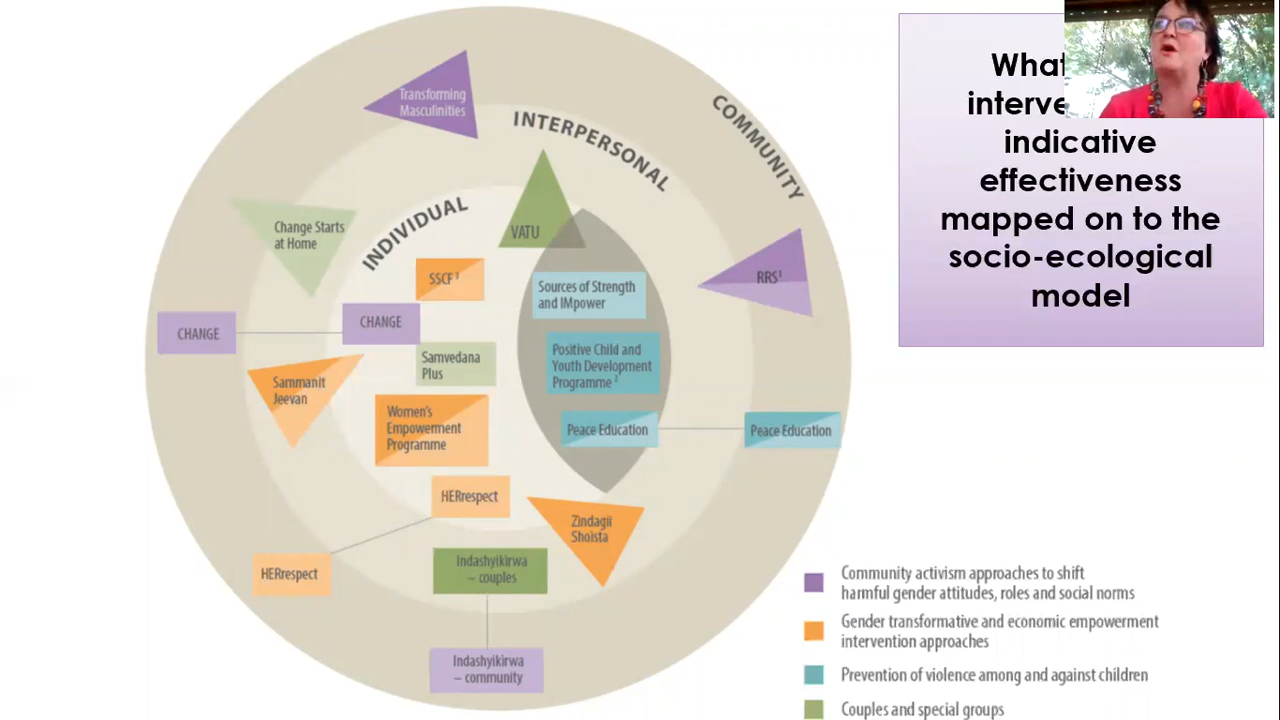 What
interve
indicative
effectiveness
mapped on to the
socio-ecological
model
COMMUNITY
INTERPERSONAL
INDIVIDUAL
Transforming
Masculinities
VATU
Change Starts
at Home
SSCF 3
RRS1
Sources of Strength
and IMpower
CHANGE
CHANGE
Samvedana
Plus
Positive Child and
Youth Development
Programme 2
Sammanit
Jeevan
Women's
Empowerment
Programme
Peace Education
Peace Education
HERrespect
Zindagii
Shoista
HERrespect
Indashyikirwa
– couples
Indashyikirwa
– community
Community activism approaches to shift
harmful gender attitudes, roles and social norms
Gender transformative and economic empowerment
intervention approaches
Prevention of violence among and against children
Couples and special groups